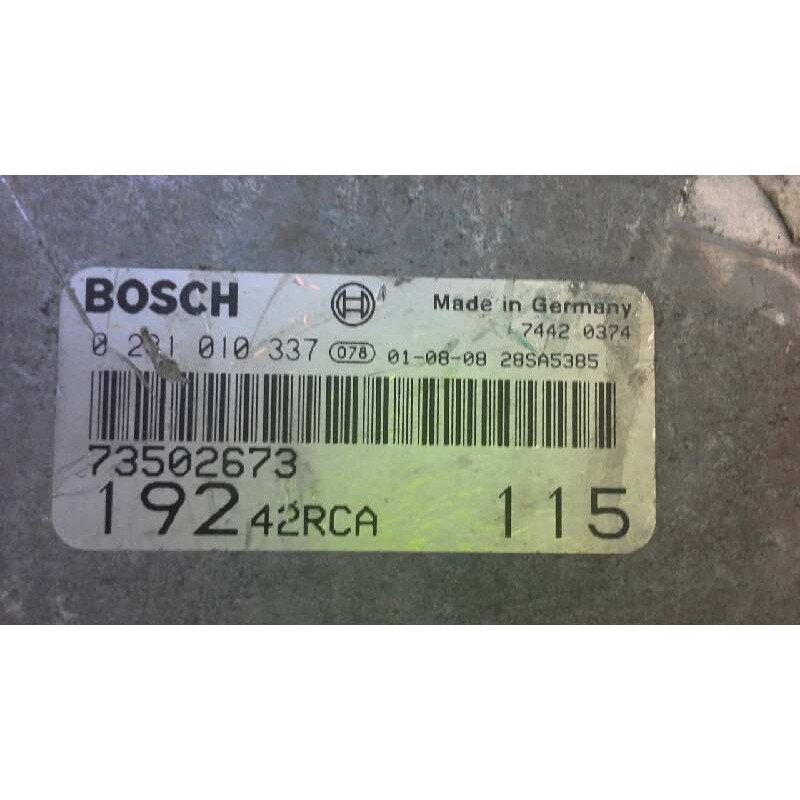 BOSCH Made in Germany
7442 0374
0 281 010 337 078 01-08-08 28SA5385
73502673
192 42RCA 115